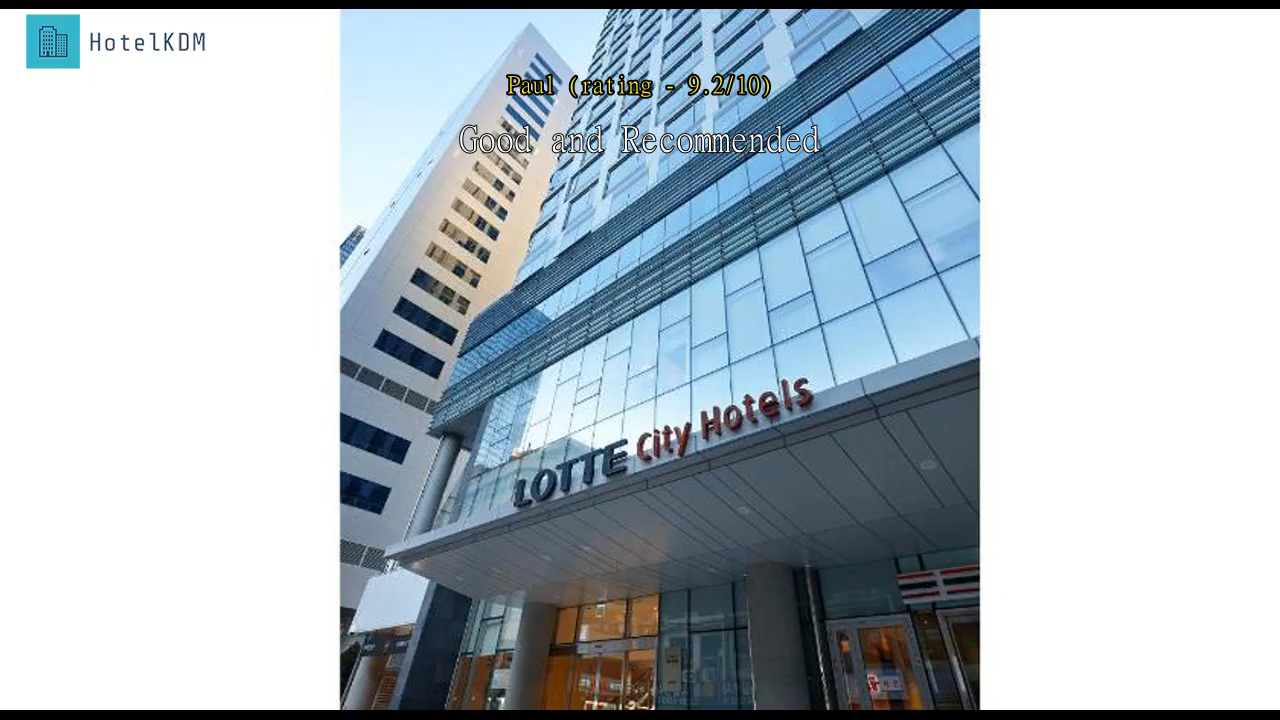 HotelKDM
Paul (rating - 9.2/10)
Good and Recommended
LOTTE City Hotels